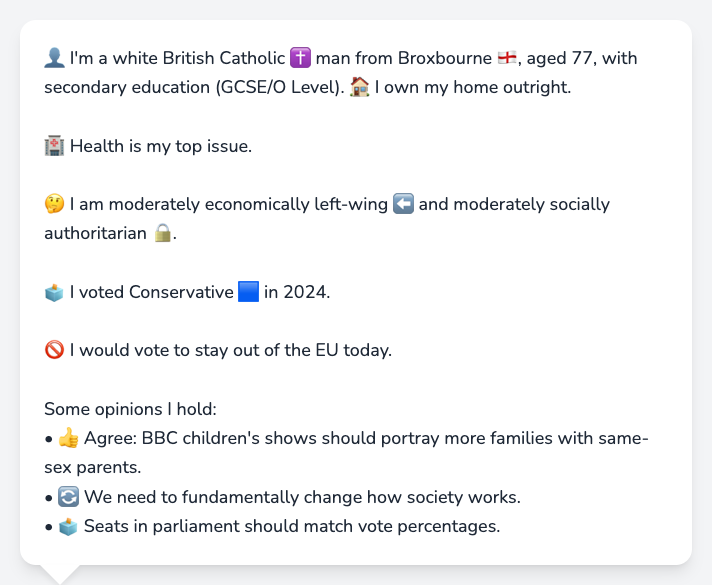 👤 I'm a white British Catholic ✝️ man from Broxbourne 🏴󠁧󠁢󠁥󠁮󠁧󠁿, aged 77, with
secondary education (GCSE/O Level). 🏠 I own my home outright.
🏥 Health is my top issue.
🤔 I am moderately economically left-wing ⬅️ and moderately socially
authoritarian 🔒.
🗳️ I voted Conservative 🟦 in 2024.
🚫 I would vote to stay out of the EU today.
Some opinions I hold:
• 👍 Agree: BBC children's shows should portray more families with same-
sex parents.
• 🔄 We need to fundamentally change how society works.
• 🗳️ Seats in parliament should match vote percentages.